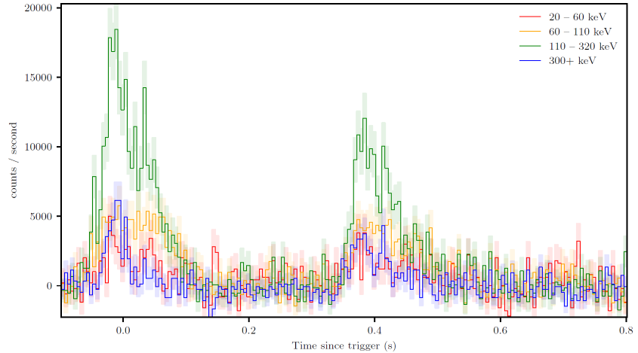 20000
15000
10000
5000
0
counts / second
20 – 60 keV
60 – 110 keV
110 – 320 keV
300+ keV
0.0 0.2 0.4 0.6 0.8
Time since trigger (s)